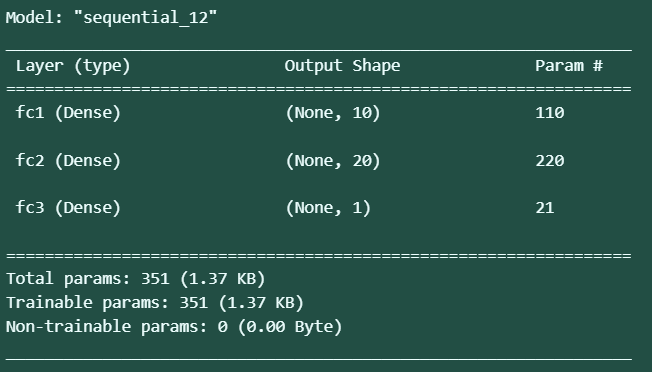 Model: "sequential_12"
Layer (type) Output Shape Param #
fc1 (Dense) (None, 10) 110
fc2 (Dense) (None, 20) 220
fc3 (Dense) (None, 1) 21
Total params: 351 (1.37 KB)
Trainable params: 351 (1.37 KB)
Non-trainable params: 0 (0.00 Byte)